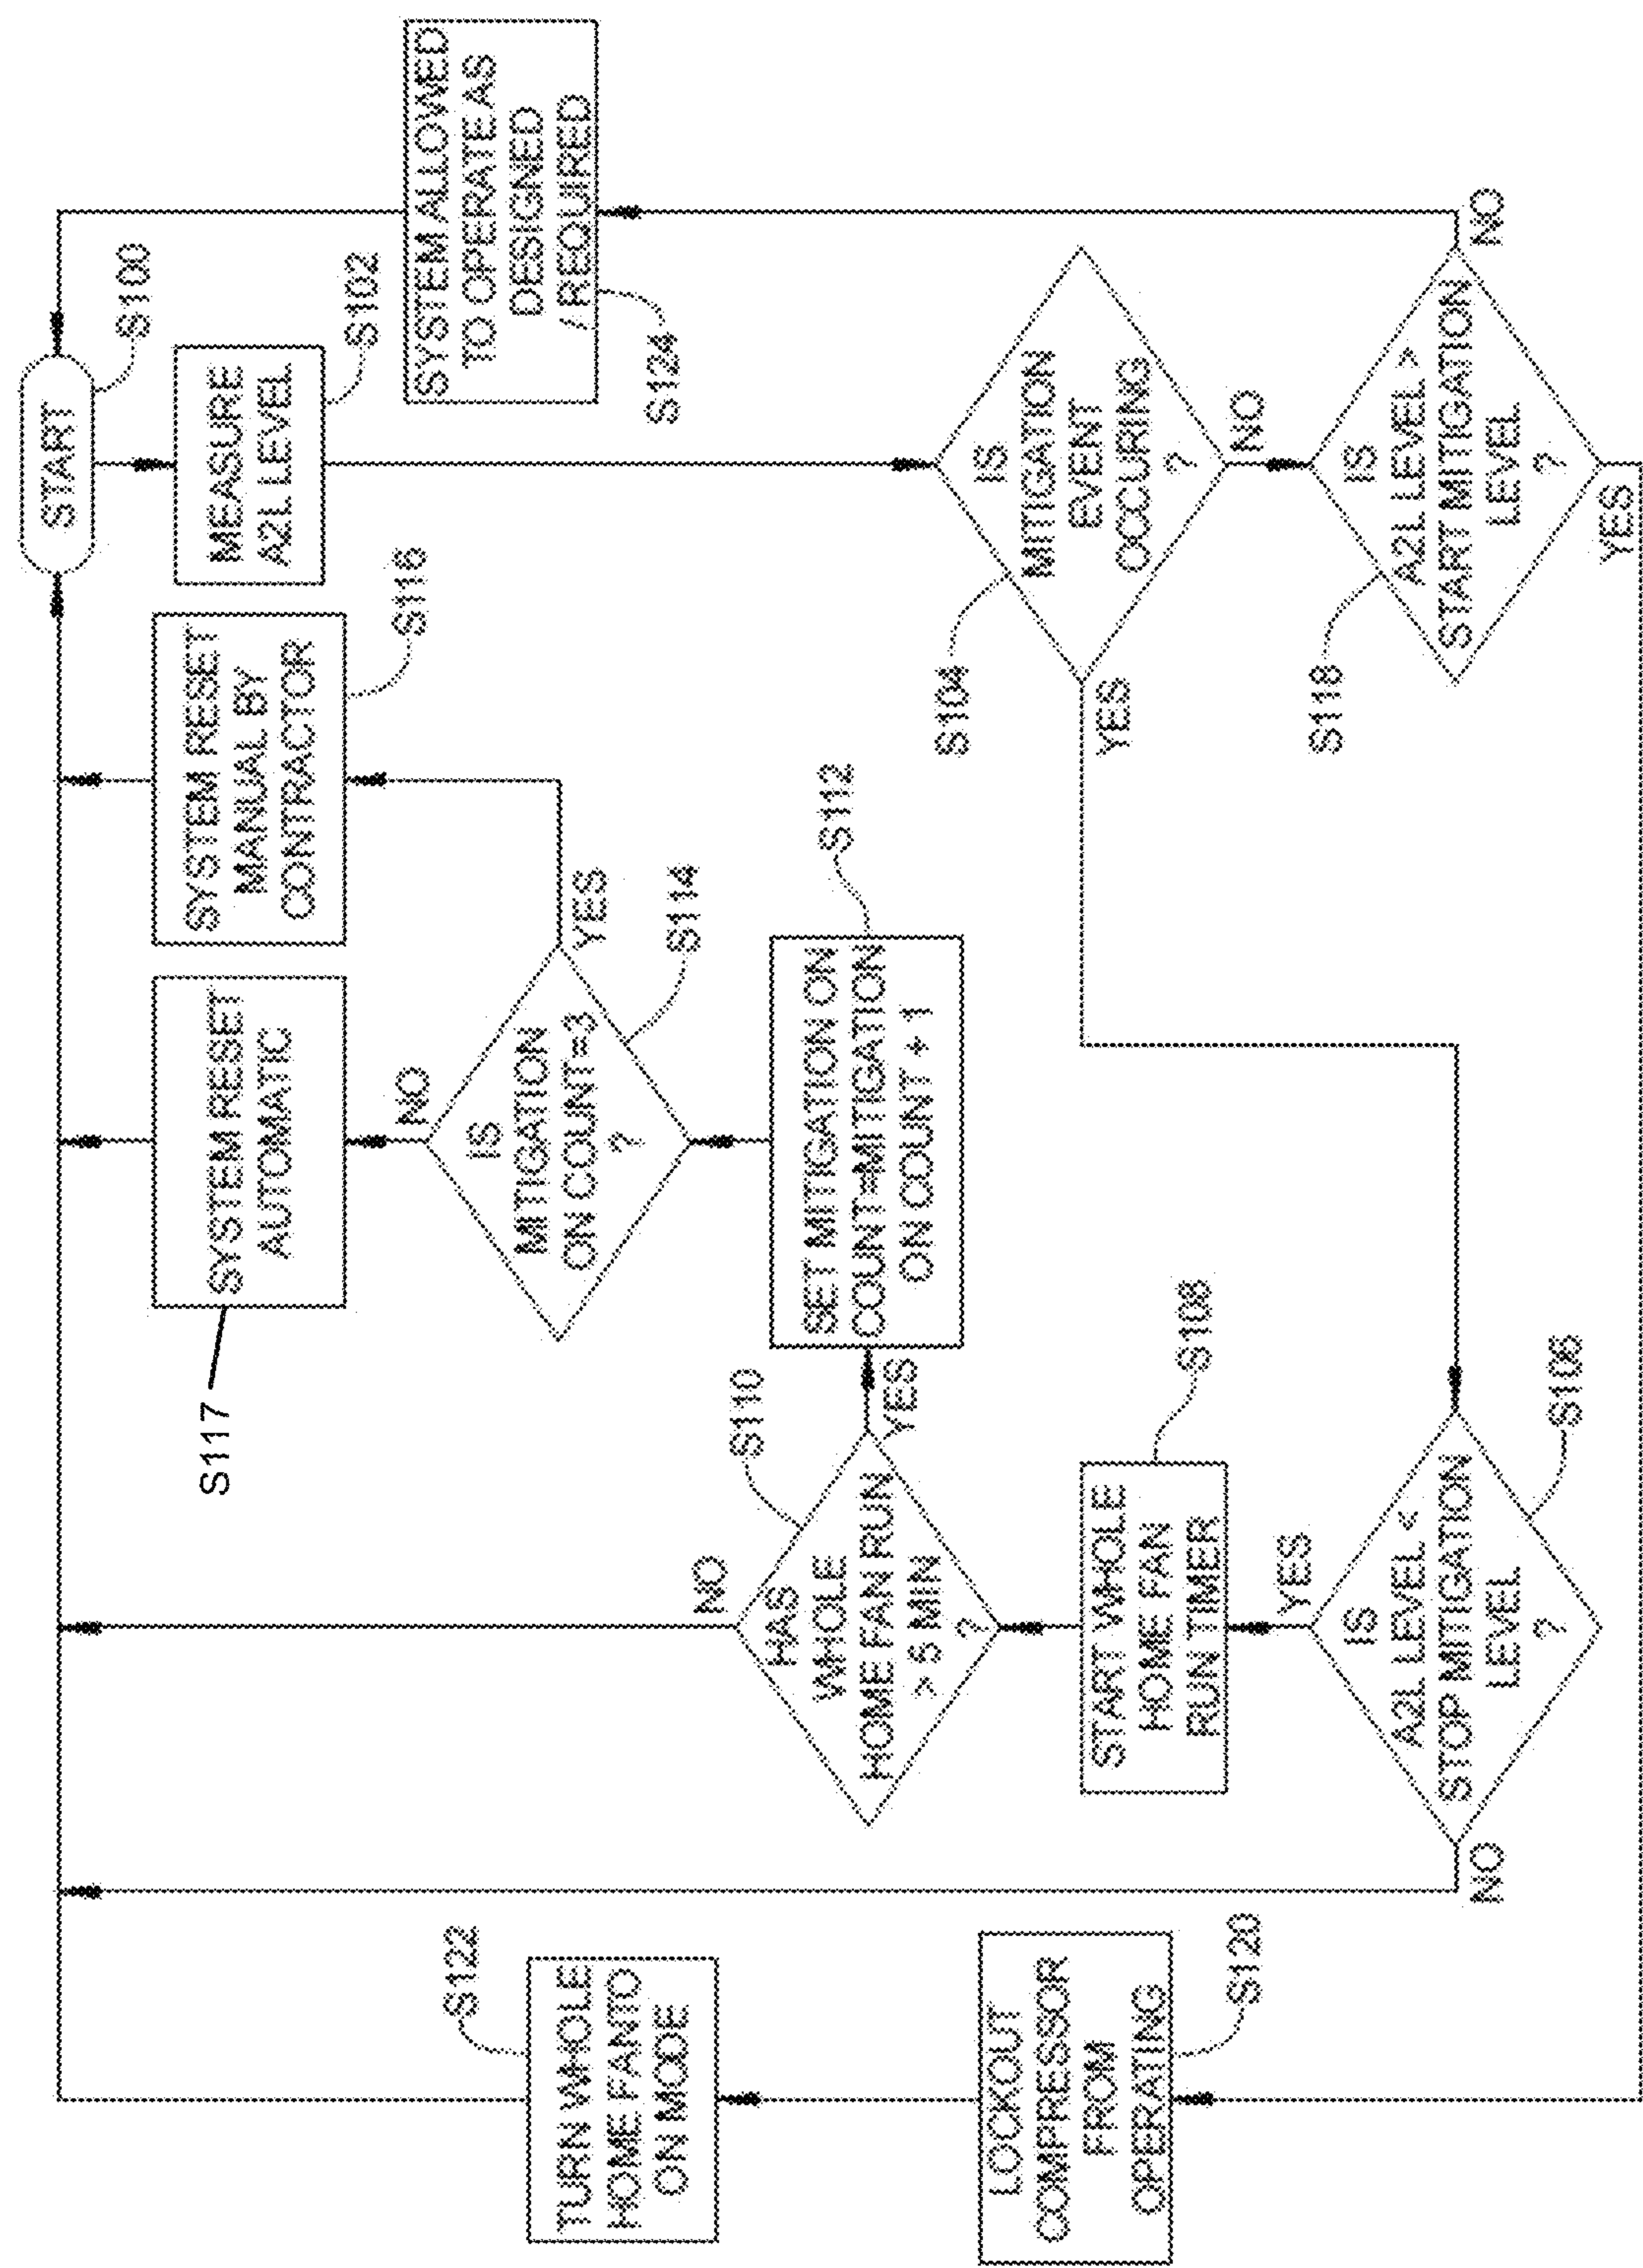 START
S100
MEASURE
A2L LEVEL
S102
SYSTEM ALLOWED
TO OPERATE AS
DESIGNED
/ REQUIRED
S124
SYSTEM RESET
MANUAL BY
CONTRACTOR
S116
SYSTEM RESET
AUTOMATIC
S117
NO
IS
MITIGATION
ON COUNT=3
?
YES
S114
SET MITIGATION ON
COUNT=MITIGATION
ON COUNT + 1
S112
HAS
WHOLE
HOME FAN RUN
> 5 MIN
?
S110
NO
YES
START WHOLE
HOME FAN
RUN TIMER
S108
YES
IS
A2L LEVEL <
STOP MITIGATION
LEVEL
?
S106
NO
IS
MITIGATION
EVENT
OCCURING
?
S104
YES
NO
IS
A2L LEVEL >
START MITIGATION
LEVEL
?
S118
NO
YES
TURN WHOLE
HOME FANTO
ON MODE
S122
LOCKOUT
COMPRESSOR
FROM
OPERATING
S120